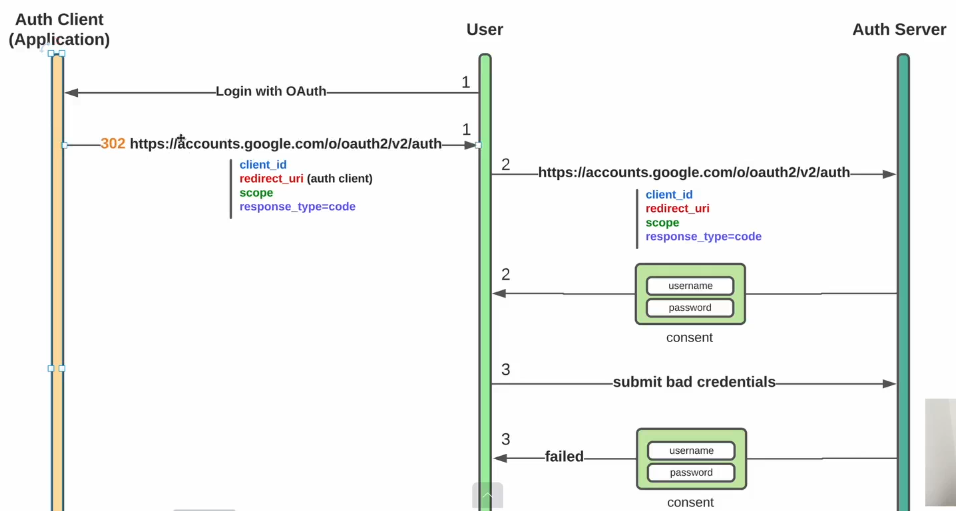 Auth Client
(Application)
User
Auth Server
1
Login with OAuth
1
302 https://accounts.google.com/o/oauth2/v2/auth
client_id
redirect_uri (auth client)
scope
response_type=code
2
https://accounts.google.com/o/oauth2/v2/auth
client_id
redirect_uri
scope
response_type=code
2
username
password
consent
3
submit bad credentials
3
failed
username
password
consent